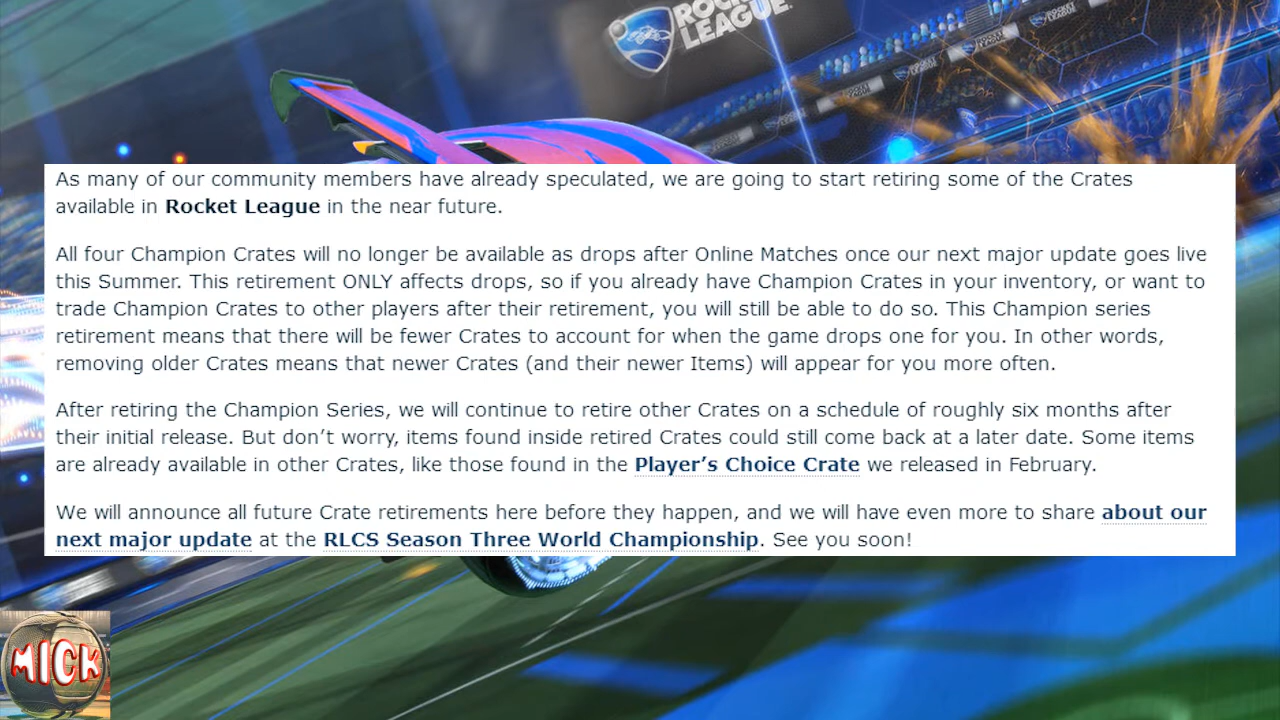 ROCKET
LEAGUE
As many of our community members have already speculated, we are going to start retiring some of the Crates
available in Rocket League in the near future.
All four Champion Crates will no longer be available as drops after Online Matches once our next major update goes live
this Summer. This retirement ONLY affects drops, so if you already have Champion Crates in your inventory, or want to
trade Champion Crates to other players after their retirement, you will still be able to do so. This Champion series
retirement means that there will be fewer Crates to account for when the game drops one for you. In other words,
removing older Crates means that newer Crates (and their newer Items) will appear for you more often.
After retiring the Champion Series, we will continue to retire other Crates on a schedule of roughly six months after
their initial release. But don’t worry, items found inside retired Crates could still come back at a later date. Some items
are already available in other Crates, like those found in the Player’s Choice Crate we released in February.
We will announce all future Crate retirements here before they happen, and we will have even more to share about our
next major update at the RLCS Season Three World Championship. See you soon!
MICK